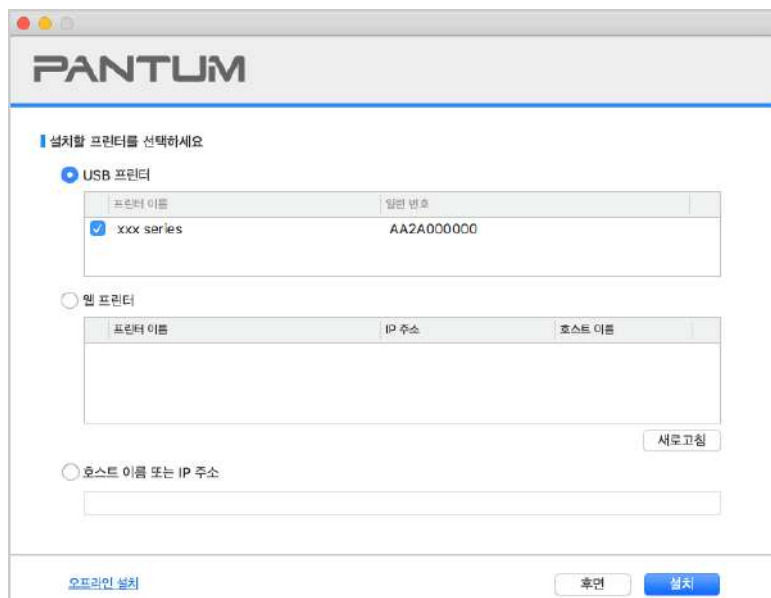 PANTUM
설치할 프린터를 선택하세요
USB 프린터
프린터 이름 일련 번호
xxx series AA2A000000
웹 프린터
프린터 이름 IP 주소 호스트 이름
새로고침
호스트 이름 또는 IP 주소
오프라인 설치 후면 설치